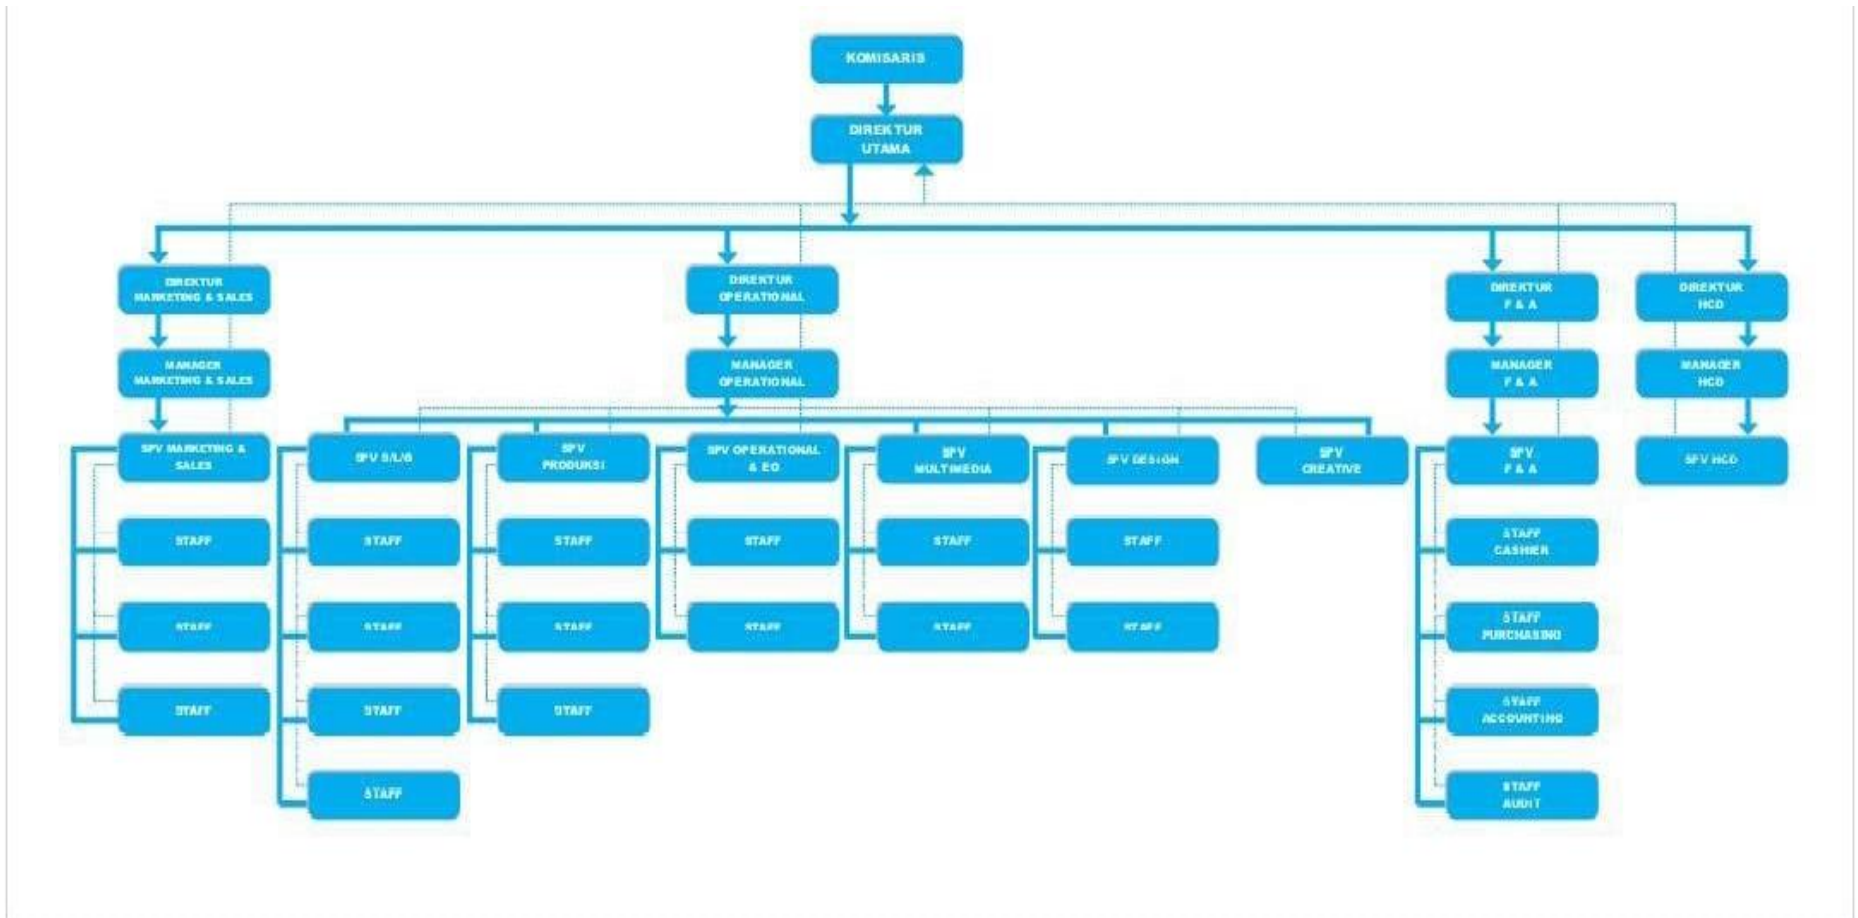 KOMISARIS
DIREKTUR
UTAMA
DIREKTUR
MARKETING & SALES
DIREKTUR
OPERATIONAL
DIREKTUR
F & A
DIREKTUR
HCD
MANAGER
MARKETING & SALES
MANAGER
OPERATIONAL
MANAGER
F & A
MANAGER
HCD
SPV MARKETING &
SALES
SPV S/L/G
SPV
PRODUKSI
SPV OPERATIONAL
& EO
SPV
MULTIMEDIA
SPV DESIGN
SPV
CREATIVE
SPV
F & A
SPV HCD
STAFF
STAFF
STAFF
STAFF
STAFF
STAFF
STAFF
CASHIER
STAFF
STAFF
STAFF
STAFF
STAFF
STAFF
STAFF
PURCHASING
STAFF
STAFF
STAFF
STAFF
ACCOUNTING
STAFF
STAFF
AUDIT